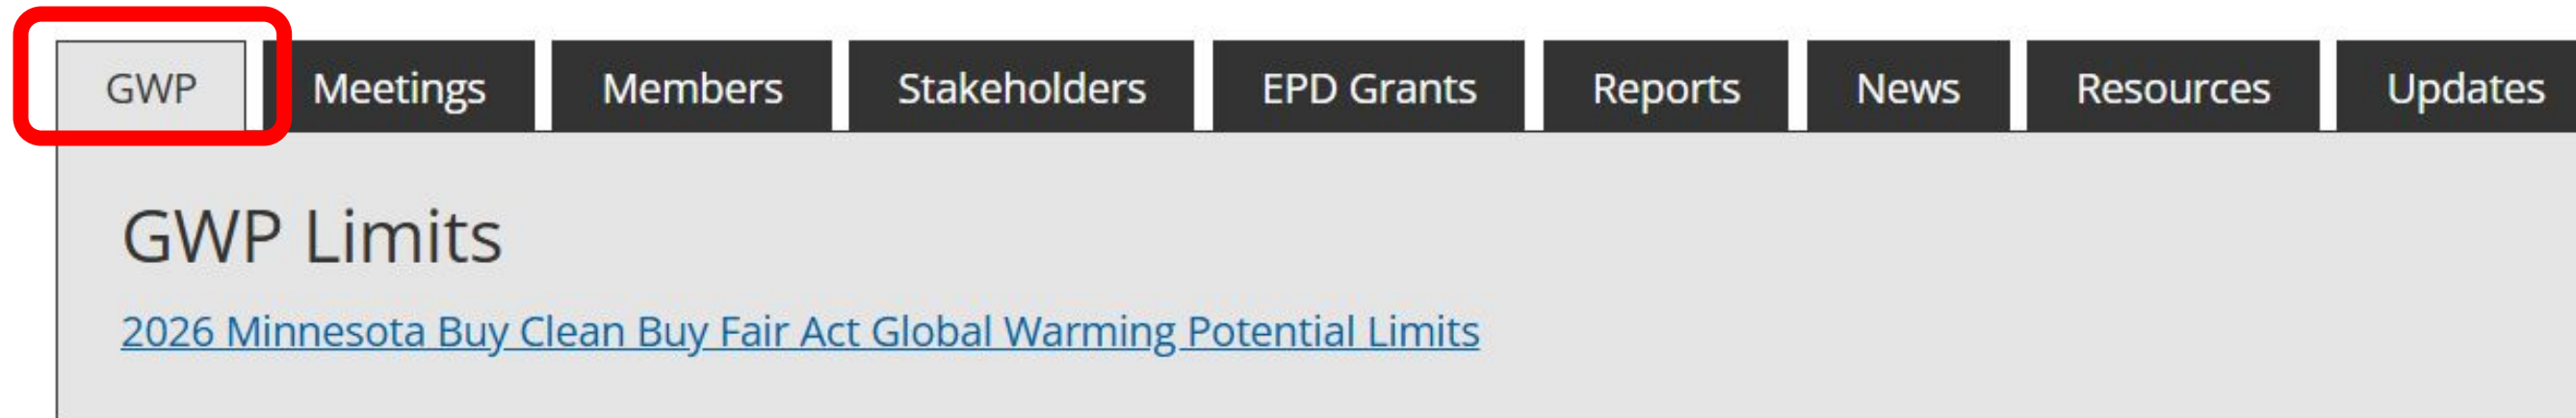 GWP Meetings Members Stakeholders EPD Grants Reports News Resources Updates
GWP Limits
2026 Minnesota Buy Clean Buy Fair Act Global Warming Potential Limits